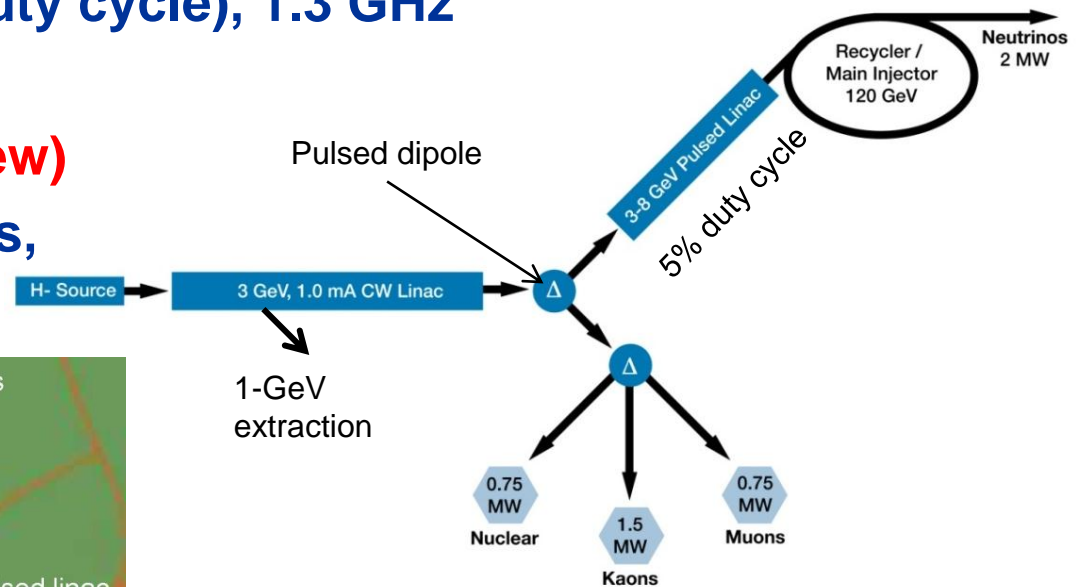 duty cycle), 1.3 GHz
Neutrinos
2 MW
Recycler /
Main Injector
120 GeV
3-8 GeV Pulsed Linac
5% duty cycle
Pulsed dipole
H- Source
3 GeV, 1.0 mA CW Linac
Δ
1-GeV
extraction
Δ
0.75
MW
Nuclear
1.5
MW
Kaons
0.75
MW
Muons